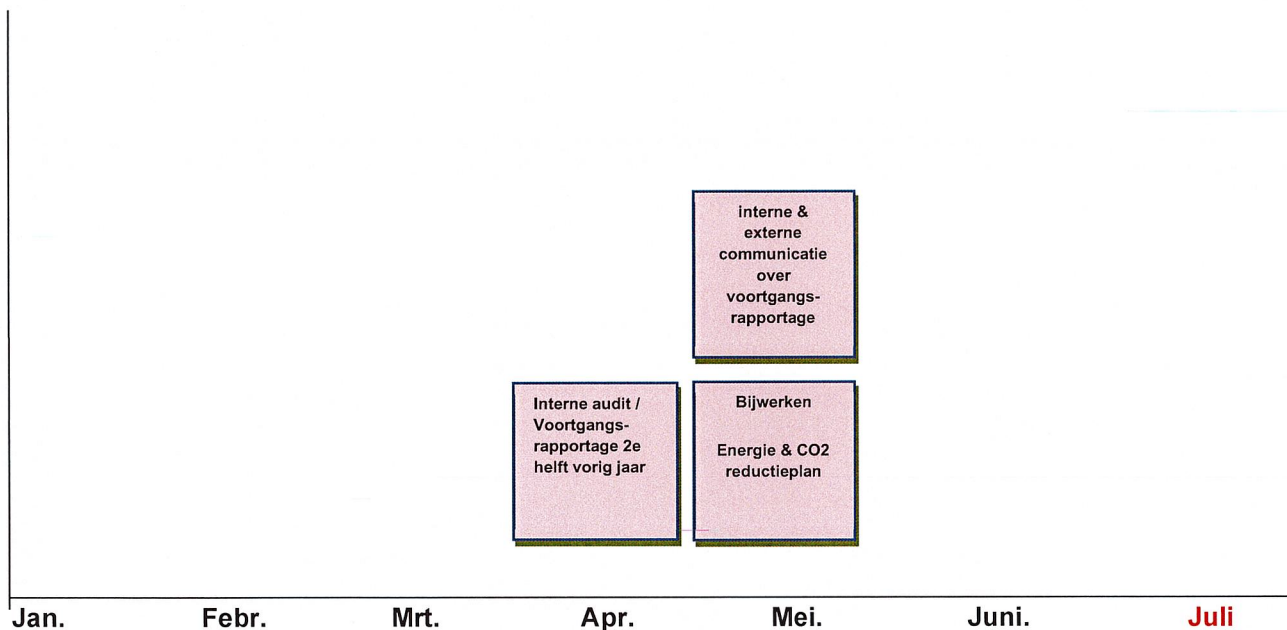 interne &
externe
communicatie
over
voortgangs-
rapportage
Interne audit /
Voortgangs-
rapportage 2e
helft vorig jaar
Bijwerken
Energie & CO2
reductieplan
Jan.
Febr.
Mrt.
Apr.
Mei.
Juni.
Juli